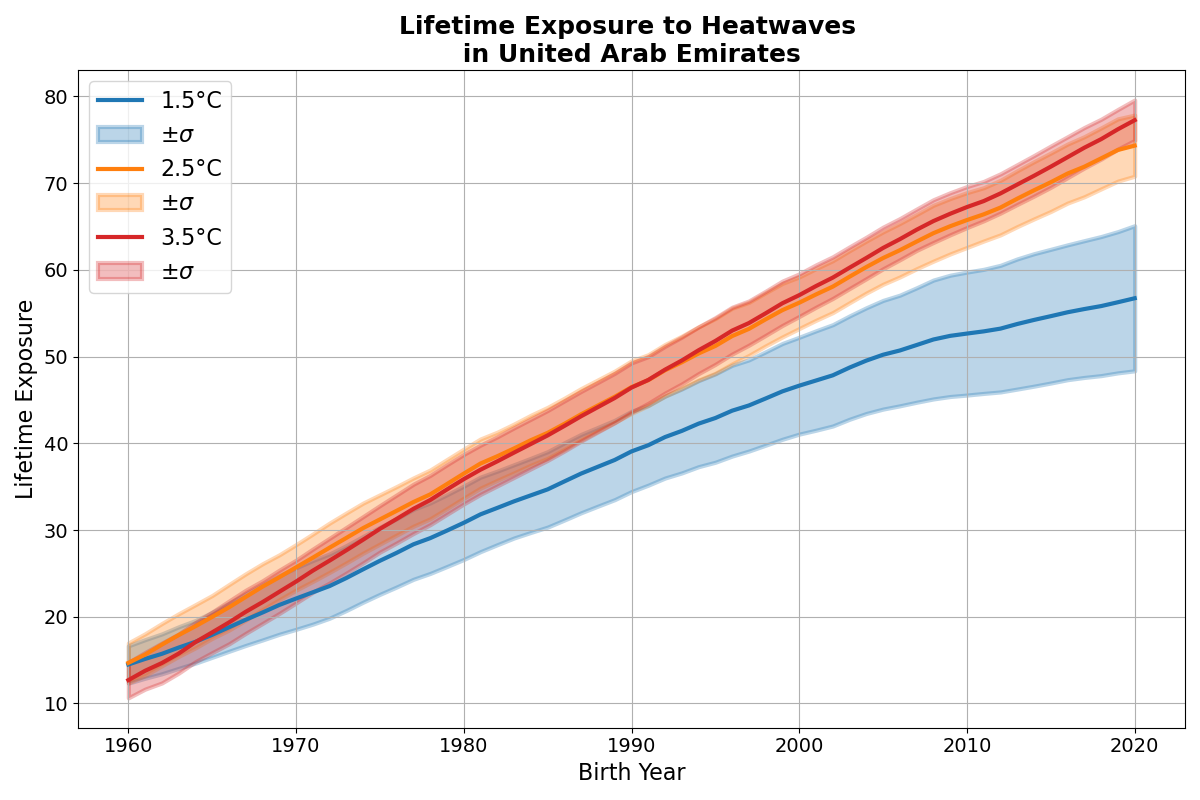 Lifetime Exposure to Heatwaves
in United Arab Emirates
1.5°C
±σ
2.5°C
±σ
3.5°C
±σ
Lifetime Exposure
80
70
60
50
40
30
20
10
1960 1970 1980 1990 2000 2010 2020
Birth Year